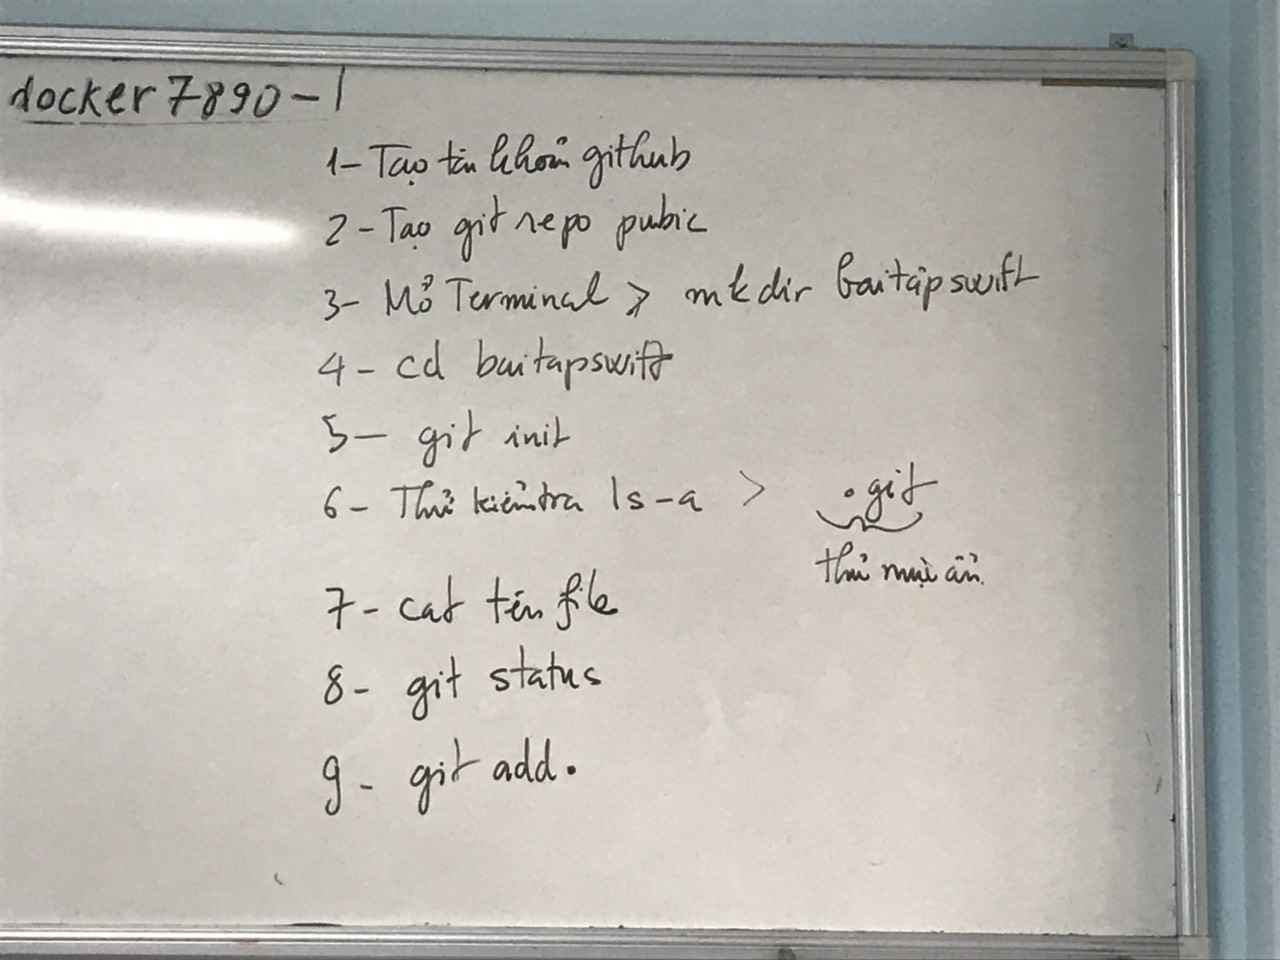 docker7890-1
1- Tạo tài khoản github
2- Tạo git repo pubic
3- Mở Terminal > mkdir baitapswift
4- cd baitapswift
5- git init
6- Thử kiểm tra ls -a > .git
thư mục ẩn
7- cat tên file
8- git status
9- git add .